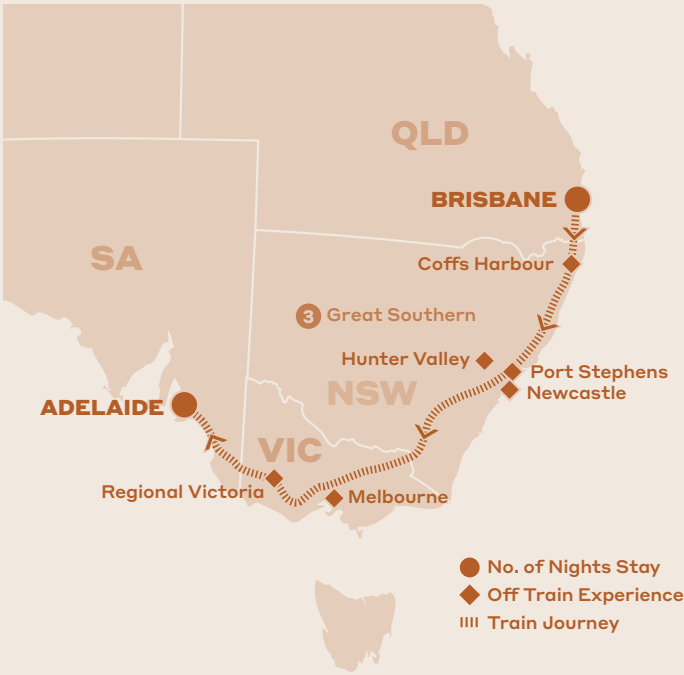 QLD
BRISBANE
SA
Coffs Harbour
3 Great Southern
Hunter Valley
Port Stephens
NSW
Newcastle
ADELAIDE
VIC
Regional Victoria
Melbourne
No. of Nights Stay
Off Train Experience
Train Journey